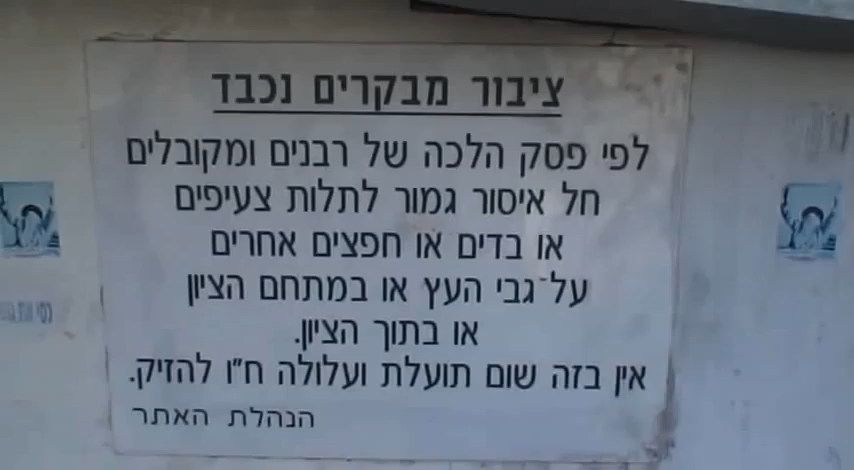 ציבור מבקרים נכבד
לפי פסק הלכה של רבנים ומקובלים
חל איסור גמור לתלות צעיפים
או בדים או חפצים אחרים
על־גבי העץ או במתחם הציון
או בתוך הציון.
אין בזה שום תועלת ועלולה ח"ו להזיק.
הנהלת האתר